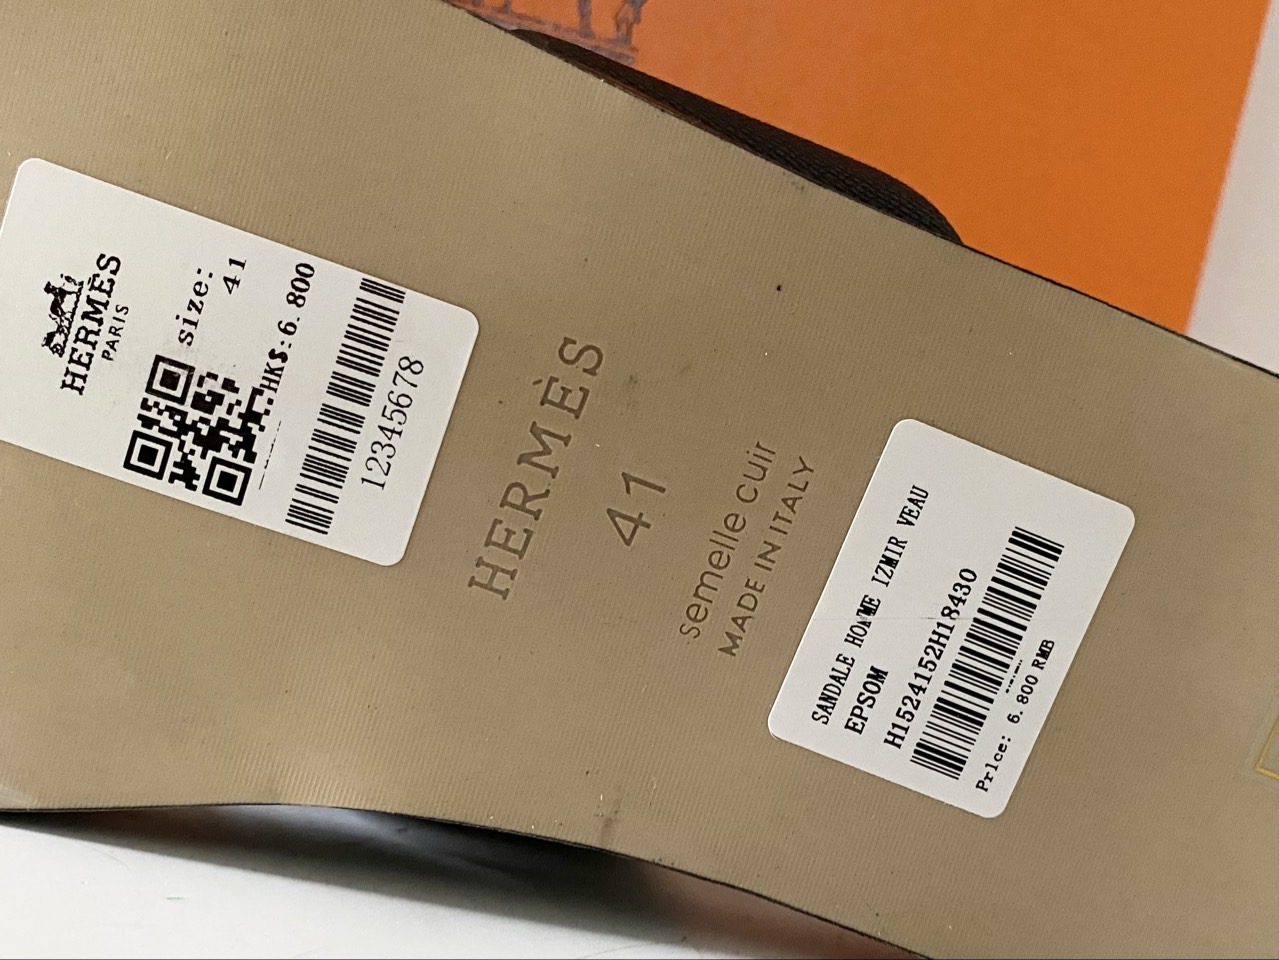 HERMÈS
PARIS
size:
41
HK$:6.800
12345678
HERMÈS
41
semelle cuir
MADE IN ITALY
SANDALE HOMME IZMIR VEAU
EPSOM
H1524152H18430
Price: 6.800 RMB